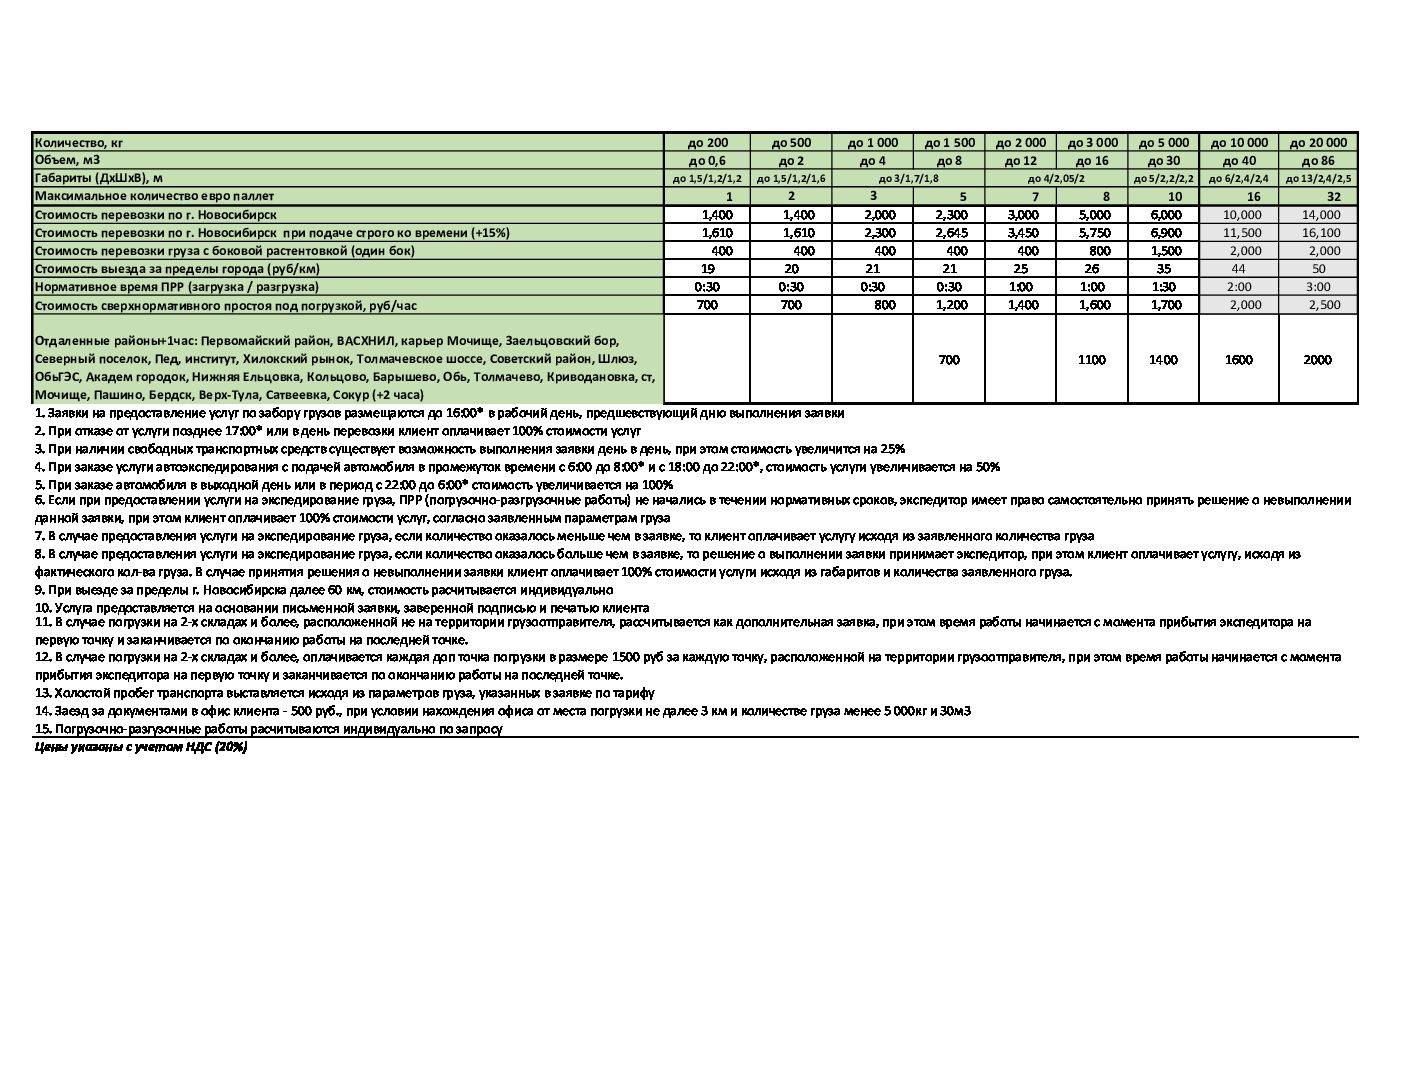 Количество, кг до 200 до 500 до 1 000 до 1 500 до 2 000 до 3 000 до 5 000 до 10 000 до 20 000
Объем, м3 до 0,6 до 2 до 4 до 8 до 12 до 16 до 30 до 40 до 86
Габариты (ДхШхВ), м до 1,5/1,2/1,2 до 1,5/1,2/1,6 до 3/1,7/1,8 до 4/2,05/2 до 5/2,2/2,2 до 6/2,4/2,4 до 13/2,4/2,5
Максимальное количество евро паллет 1 2 3 5 7 8 10 16 32
Стоимость перевозки по г. Новосибирск 1,400 1,400 2,000 2,300 3,000 5,000 6,000 10,000 14,000
Стоимость перевозки по г. Новосибирск при подаче строго ко времени (+15%) 1,610 1,610 2,300 2,645 3,450 5,750 6,900 11,500 16,100
Стоимость перевозки груза с боковой растентовкой (один бок) 400 400 400 400 400 800 1,500 2,000 2,000
Стоимость выезда за пределы города (руб/км) 19 20 21 21 25 26 35 44 50
Нормативное время ПРР (загрузка / разгрузка) 0:30 0:30 0:30 0:30 1:00 1:00 1:30 2:00 3:00
Стоимость сверхнормативного простоя под погрузкой, руб/час 700 700 800 1,200 1,400 1,600 1,700 2,000 2,500
Отдаленные районы+1час: Первомайский район, ВАСХНИЛ, карьер Мочище, Заельцовский бор,
Северный поселок, Пед, институт, Хилокский рынок, Толмачевское шоссе, Советский район, Шлюз, 700 1100 1400 1600 2000
ОбьГЭС, Академ городок, Нижняя Ельцовка, Кольцово, Барышево, Обь, Толмачево, Криводановка, ст,
Мочище, Пашино, Бердск, Верх-Тула, Сатвеевка, Сокур (+2 часа)
1. Заявки на предоставление услуг по забору грузов размещаются до 16:00* в рабочий день, предшевствующий дню выполнения заявки
2. При отказе от услуги позднее 17:00* или в день перевозки клиент оплачивает 100% стоимости услуг
3. При наличии свободных транспортных средств существует возможность выполнения заявки день в день, при этом стоимость увеличится на 25%
4. При заказе услуги автоэкспедирования с подачей автомобиля в промежуток времени с 6:00 до 8:00* и с 18:00 до 22:00*, стоимость услуги увеличивается на 50%
5. При заказе автомобиля в выходной день или в период с 22:00 до 6:00* стоимость увеличивается на 100%
6. Если при предоставлении услуги на экспедирование груза, ПРР (погрузочно-разгрузочные работы) не начались в течении нормативных сроков, экспедитор имеет право самостоятельно принять решение о невыполнении
данной заявки, при этом клиент оплачивает 100% стоимости услуг, согласно заявленным параметрам груза
7. В случае предоставления услуги на экспедирование груза, если количество оказалось меньше чем в заявке, то клиент оплачивает услугу исходя из заявленного количества груза
8. В случае предоставления услуги на экспедирование груза, если количество оказалось больше чем в заявке, то решение о выполнении заявки принимает экспедитор, при этом клиент оплачивает услугу, исходя из
фактического кол-ва груза. В случае принятия решения о невыполнении заявки клиент оплачивает 100% стоимости услуги исходя из габаритов и количества заявленного груза.
9. При выезде за пределы г. Новосибирска далее 60 км, стоимость расчитывается индивидуально
10. Услуга предоставляется на основании письменной заявки, заверенной подписью и печатью клиента
11. В случае погрузки на 2-х складах и более, расположенной не на территории грузоотправителя, рассчитывается как дополнительная заявка, при этом время работы начинается с момента прибытия экспедитора на
первую точку и заканчивается по окончанию работы на последней точке.
12. В случае погрузки на 2-х складах и более, оплачивается каждая доп точка погрузки в размере 1500 руб за каждую точку, расположенной на территории грузоотправителя, при этом время работы начинается с момента
прибытия экспедитора на первую точку и заканчивается по окончанию работы на последней точке.
13. Холостой пробег транспорта выставляется исходя из параметров груза, указанных в заявке по тарифу
14. Заезд за документами в офис клиента - 500 руб., при условии нахождения офиса от места погрузки не далее 3 км и количестве груза менее 5 000кг и 30м3
15. Погрузочно-разгузочные работы расчитываются индивидуально по запросу
Цены указаны с учетом НДС (20%)